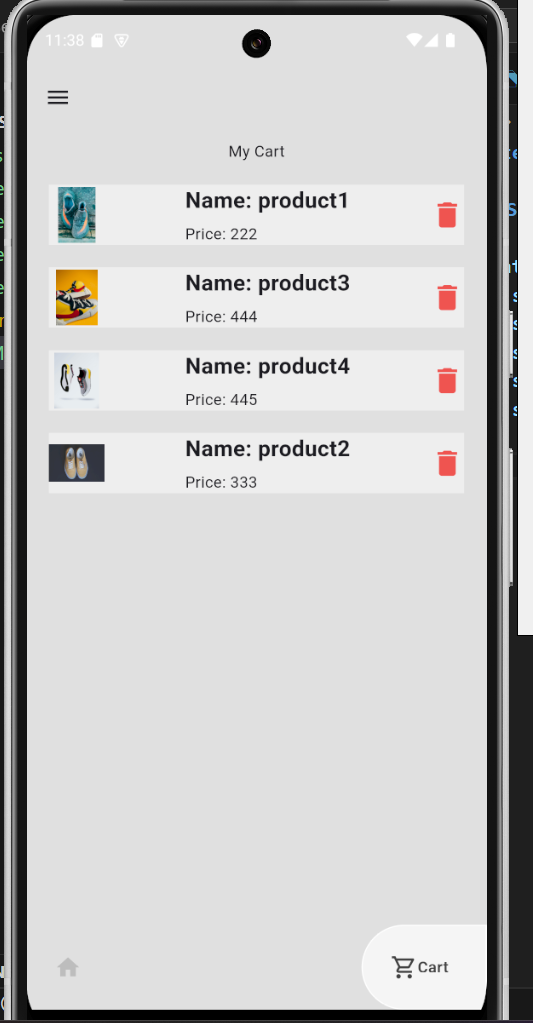 11:38
My Cart
Name: product1
Price: 222
Name: product3
Price: 444
Name: product4
Price: 445
Name: product2
Price: 333
Cart